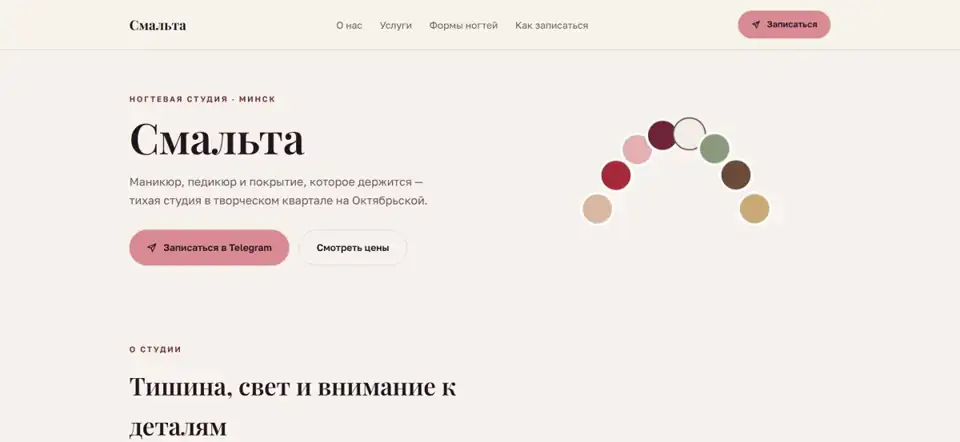 Смальта
О нас
Услуги
Формы ногтей
Как записаться
Записаться
НОГТЕВАЯ СТУДИЯ · МИНСК
Смальта
Маникюр, педикюр и покрытие, которое держится —
тихая студия в творческом квартале на Октябрьской.
Записаться в Telegram
Смотреть цены
О СТУДИИ
Тишина, свет и внимание к
деталям